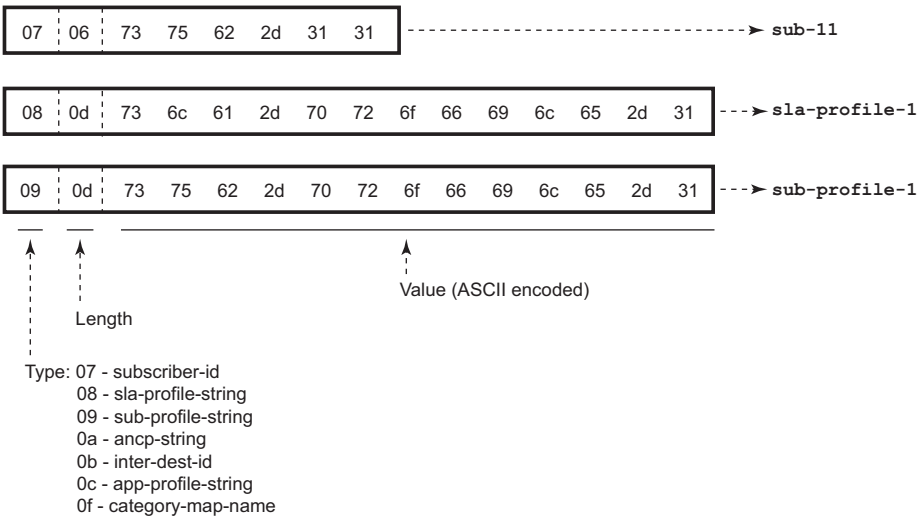 07 06 73 75 62 2d 31 31 sub-11
08 0d 73 6c 61 2d 70 72 6f 66 69 6c 65 2d 31 sla-profile-1
09 0d 73 75 62 2d 70 72 6f 66 69 6c 65 2d 31 sub-profile-1
Value (ASCII encoded)
Length
Type: 07 - subscriber-id
08 - sla-profile-string
09 - sub-profile-string
0a - ancp-string
0b - inter-dest-id
0c - app-profile-string
0f - category-map-name